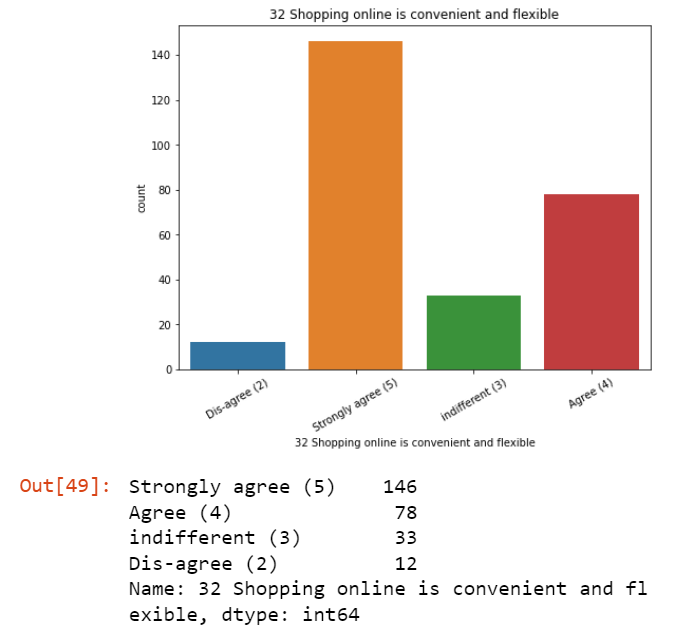 32 Shopping online is convenient and flexible
140
120
100
80
60
40
20
0
count
Dis-agree (2)
Strongly agree (5)
indifferent (3)
Agree (4)
32 Shopping online is convenient and flexible
Out[49]: Strongly agree (5) 146
Agree (4) 78
indifferent (3) 33
Dis-agree (2) 12
Name: 32 Shopping online is convenient and fl
exible, dtype: int64